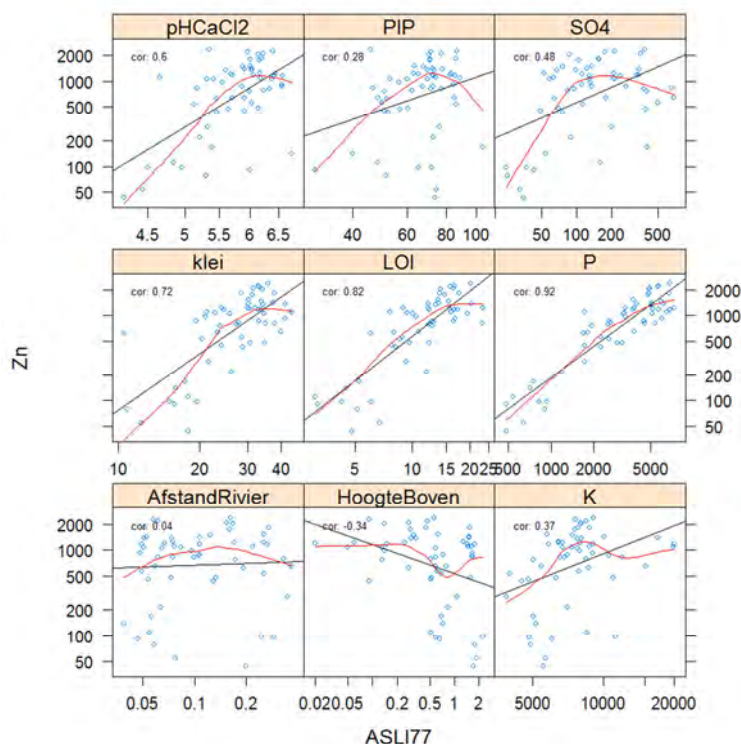 pHCaCl2 PIP SO4
cor: 0.6 cor: 0.28 cor: 0.48
2000
1000
500
200
100
50
4.5 5 5.5 6 6.5 40 60 80 100 50 100 200 500
klei LOI P
cor: 0.72 cor: 0.82 cor: 0.92
2000
1000
500
200
100
50
Zn
10 20 30 40 5 10 15 2025 500 1000 2000 5000
AfstandRivier HoogteBoven K
cor: 0.04 cor: -0.34 cor: 0.37
2000
1000
500
200
100
50
0.05 0.1 0.2 0.020.05 0.2 0.5 1 2 5000 10000 20000
ASLI77